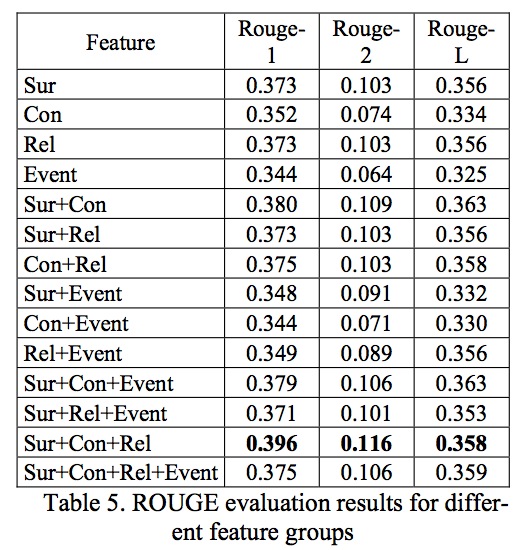 Feature Rouge-1 Rouge-2 Rouge-L
Sur 0.373 0.103 0.356
Con 0.352 0.074 0.334
Rel 0.373 0.103 0.356
Event 0.344 0.064 0.325
Sur+Con 0.380 0.109 0.363
Sur+Rel 0.373 0.103 0.356
Con+Rel 0.375 0.103 0.358
Sur+Event 0.348 0.091 0.332
Con+Event 0.344 0.071 0.330
Rel+Event 0.349 0.089 0.356
Sur+Con+Event 0.379 0.106 0.363
Sur+Rel+Event 0.371 0.101 0.353
Sur+Con+Rel 0.396 0.116 0.358
Sur+Con+Rel+Event 0.375 0.106 0.359
Table 5. ROUGE evaluation results for differ-
ent feature groups